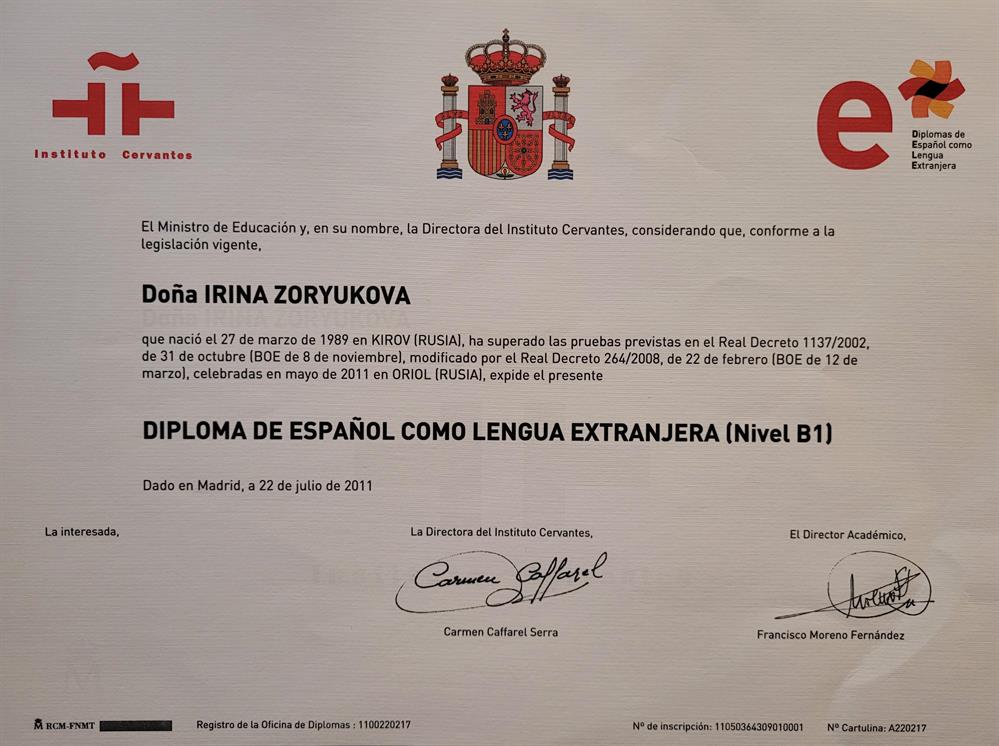 Instituto Cervantes
PLVS VLTRA
e
Diplomas de
Español como
Lengua
Extranjera
El Ministro de Educación y, en su nombre, la Directora del Instituto Cervantes, considerando que, conforme a la
legislación vigente,
Doña IRINA ZORYUKOVA
que nació el 27 de marzo de 1989 en KIROV (RUSIA), ha superado las pruebas previstas en el Real Decreto 1137/2002,
de 31 de octubre (BOE de 8 de noviembre), modificado por el Real Decreto 264/2008, de 22 de febrero (BOE de 12 de
marzo), celebradas en mayo de 2011 en ORIOL (RUSIA), expide el presente
DIPLOMA DE ESPAÑOL COMO LENGUA EXTRANJERA (Nivel B1)
Dado en Madrid, a 22 de julio de 2011
La interesada,
La Directora del Instituto Cervantes,
El Director Académico,
Carmen Caffarel
Carmen Caffarel Serra
Francisco Moreno Fernández
RCM-FNMT
Registro de la Oficina de Diplomas : 1100220217
Nº de inscripción: 11050364309010001
Nº Cartulina: A220217